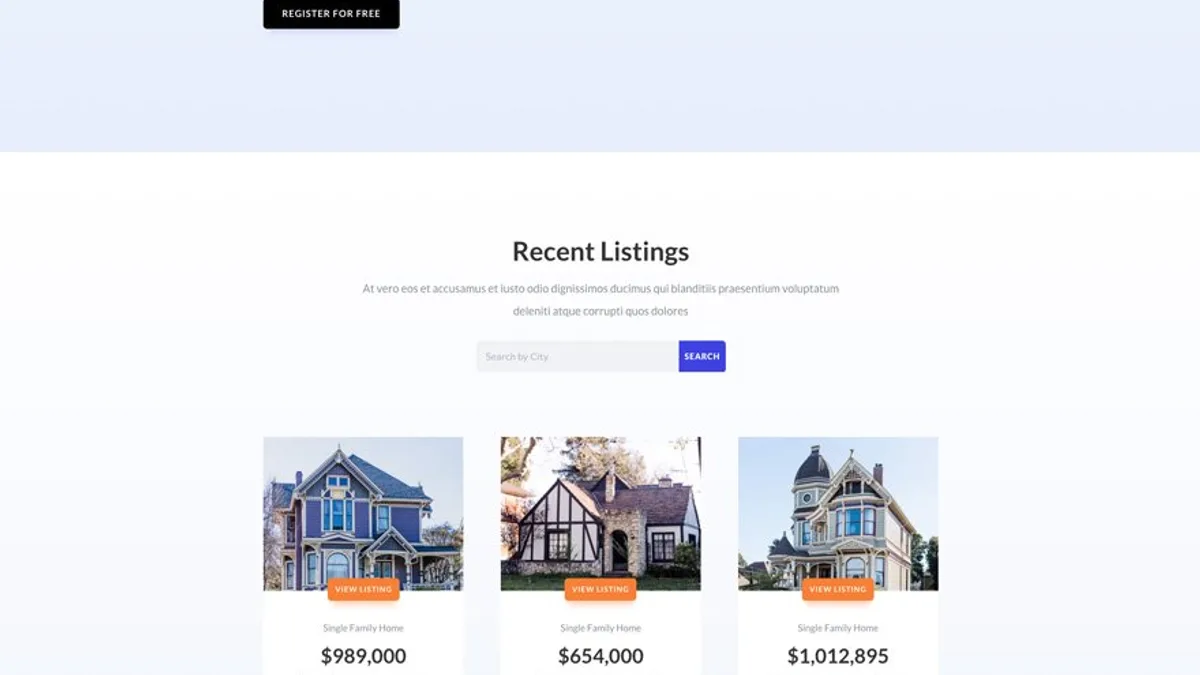 REGISTER FOR FREE
Recent Listings
At vero eos et accusamus et iusto odio dignissimos ducimus qui blanditiis praesentium voluptatum
deleniti atque corrupti quos dolores
Search by City
SEARCH
VIEW LISTING
VIEW LISTING
VIEW LISTING
Single Family Home
Single Family Home
Single Family Home
$989,000
$654,000
$1,012,895